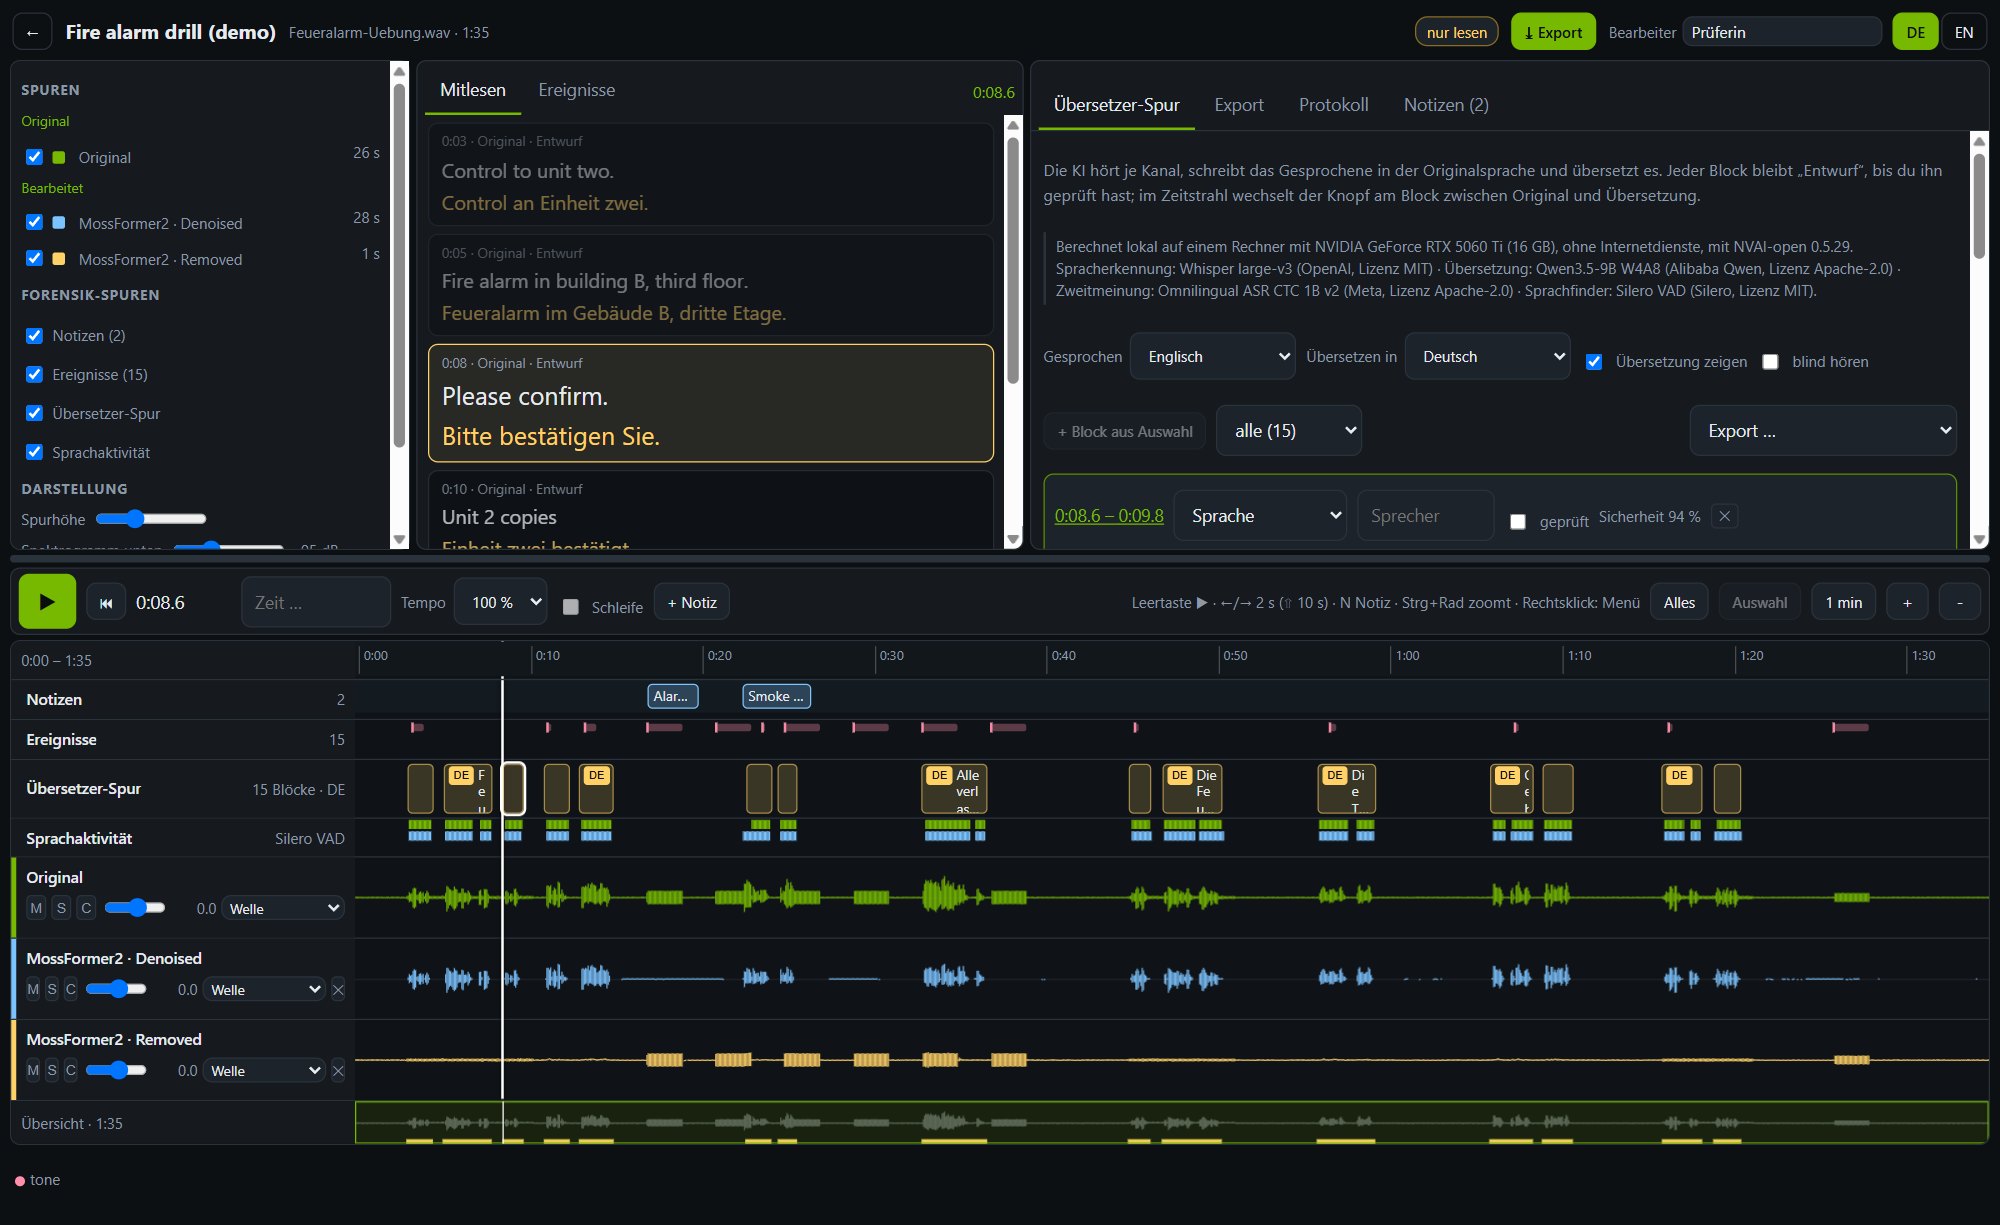 ←
Fire alarm drill (demo)
Feueralarm-Uebung.wav · 1:35
nur lesen
⤓ Export
Bearbeiter
Prüferin
DE
EN
SPUREN
Original
Original
26 s
Bearbeitet
MossFormer2 · Denoised
28 s
MossFormer2 · Removed
1 s
FORENSIK-SPUREN
Notizen (2)
Ereignisse (15)
Übersetzer-Spur
Sprachaktivität
DARSTELLUNG
Spurhöhe
Mitlesen
Ereignisse
0:08.6
0:03 · Original · Entwurf
Control to unit two.
Control an Einheit zwei.
0:05 · Original · Entwurf
Fire alarm in building B, third floor.
Feueralarm im Gebäude B, dritte Etage.
0:08 · Original · Entwurf
Please confirm.
Bitte bestätigen Sie.
0:10 · Original · Entwurf
Unit 2 copies
Einheit zwei bestätigt
Übersetzer-Spur
Export
Protokoll
Notizen (2)
Die KI hört je Kanal, schreibt das Gesprochene in der Originalsprache und übersetzt es. Jeder Block bleibt „Entwurf“, bis du ihn
geprüft hast; im Zeitstrahl wechselt der Knopf am Block zwischen Original und Übersetzung.
Berechnet lokal auf einem Rechner mit NVIDIA GeForce RTX 5060 Ti (16 GB), ohne Internetdienste, mit NVAI-open 0.5.29.
Spracherkennung: Whisper large-v3 (OpenAI, Lizenz MIT) · Übersetzung: Qwen3.5-9B W4A8 (Alibaba Qwen, Lizenz Apache-2.0) ·
Zweitmeinung: Omnilingual ASR CTC 1B v2 (Meta, Lizenz Apache-2.0) · Sprachfinder: Silero VAD (Silero, Lizenz MIT).
Gesprochen
Englisch
Übersetzen in
Deutsch
Übersetzung zeigen
blind hören
+ Block aus Auswahl
alle (15)
Export ...
0:08.6 – 0:09.8
Sprache
Sprecher
geprüft
Sicherheit 94 %
×
▶
⏮
0:08.6
Zeit ...
Tempo
100 %
Schleife
+ Notiz
Leertaste ▶ · ←/→ 2 s (⇧ 10 s) · N Notiz · Strg+Rad zoomt · Rechtsklick: Menü
Alles
Auswahl
1 min
+
-
0:00 – 1:35
0:00
0:10
0:20
0:30
0:40
0:50
1:00
1:10
1:20
1:30
Notizen
2
Alar...
Smoke ...
Ereignisse
15
Übersetzer-Spur
15 Blöcke · DE
DE
F
e
u
DE
DE
Alle
verl
as...
DE
Die
Fe
u...
DE
Di
e
T...
DE
DE
Sprachaktivität
Silero VAD
Original
M S C
0.0
Welle
MossFormer2 · Denoised
M S C
0.0
Welle
×
MossFormer2 · Removed
M S C
0.0
Welle
×
Übersicht · 1:35
tone